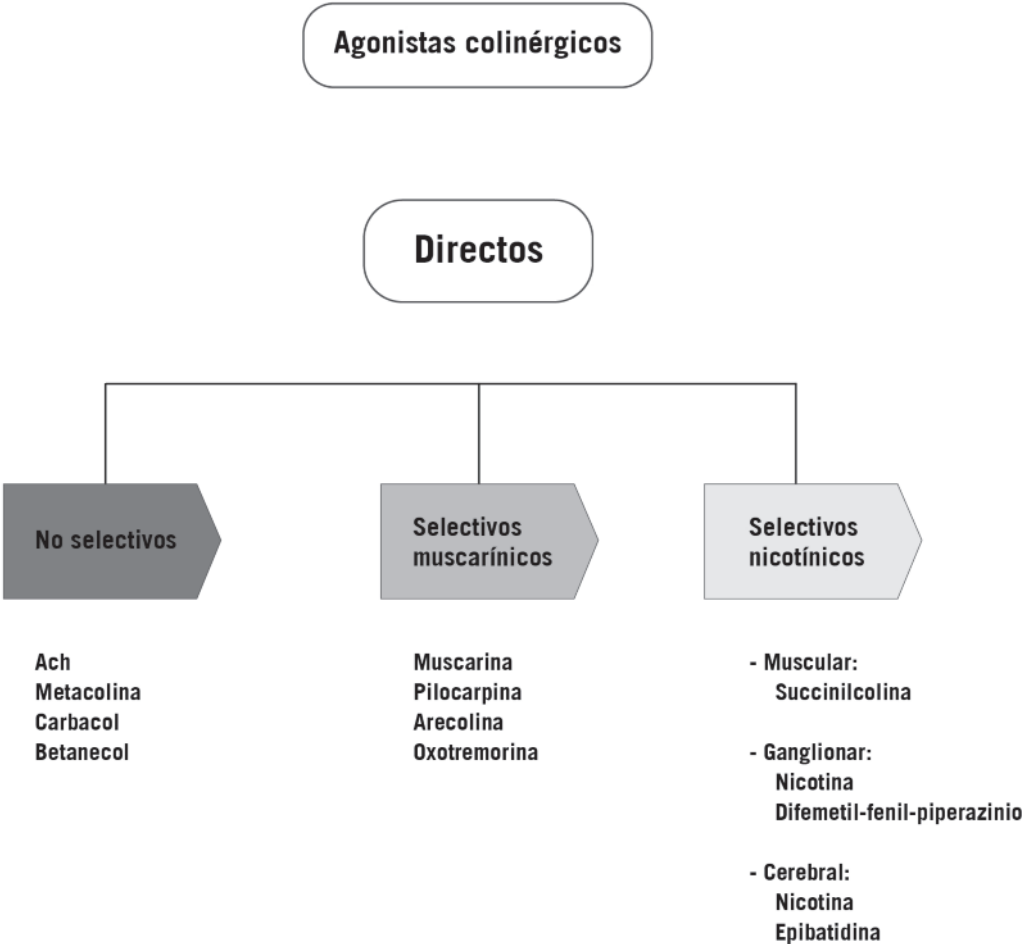 Agonistas colinérgicos
Directos
No selectivos
Ach
Metacolina
Carbacol
Betanecol
Selectivos
muscarínicos
Muscarina
Pilocarpina
Arecolina
Oxotremorina
Selectivos
nicotínicos
- Muscular:
Succinilcolina
- Ganglionar:
Nicotina
Difemetil-fenil-piperazinio
- Cerebral:
Nicotina
Epibatidina